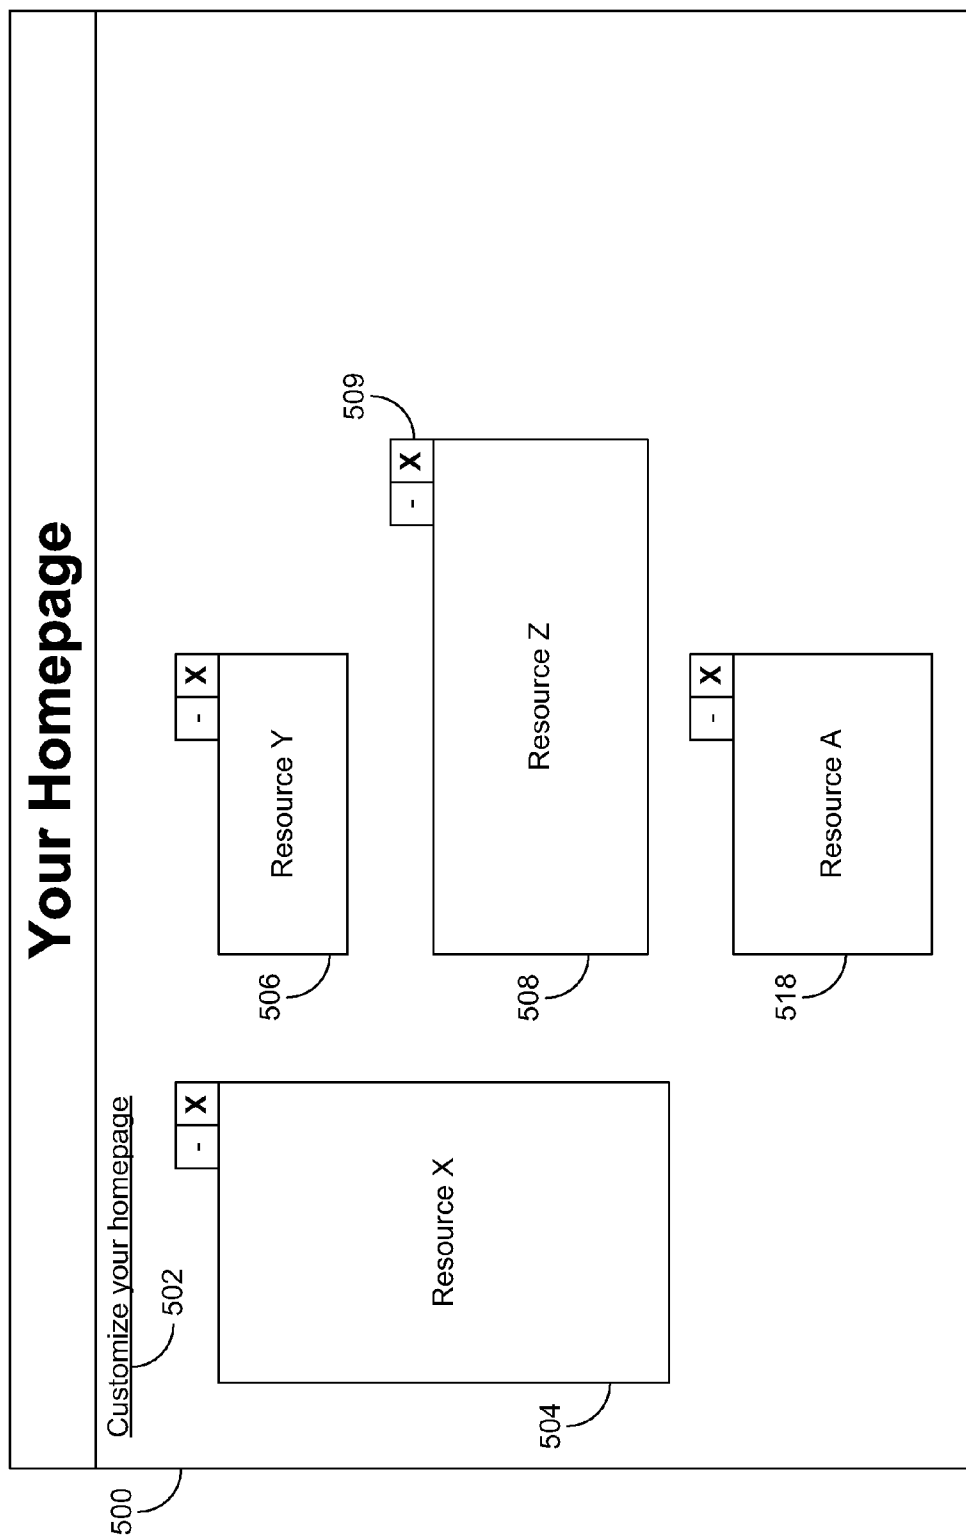 Your Homepage
500
Customize your homepage
502
- X
- X
Resource X
504
Resource Y
506
- X
509
Resource Z
508
- X
Resource A
518